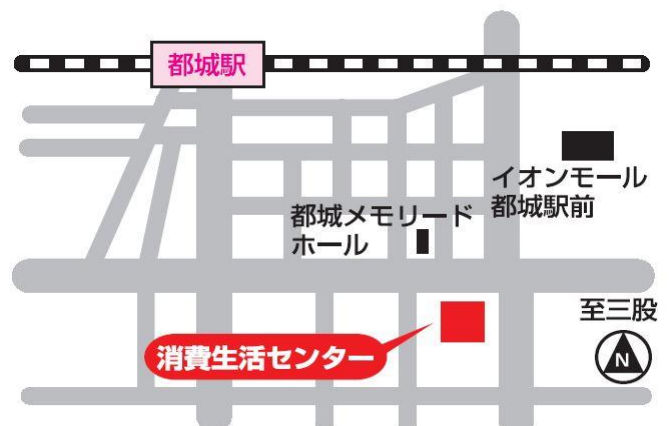 都城駅
イオンモール
都城駅前
都城メモリード
ホール
至三股
消費生活センター
N